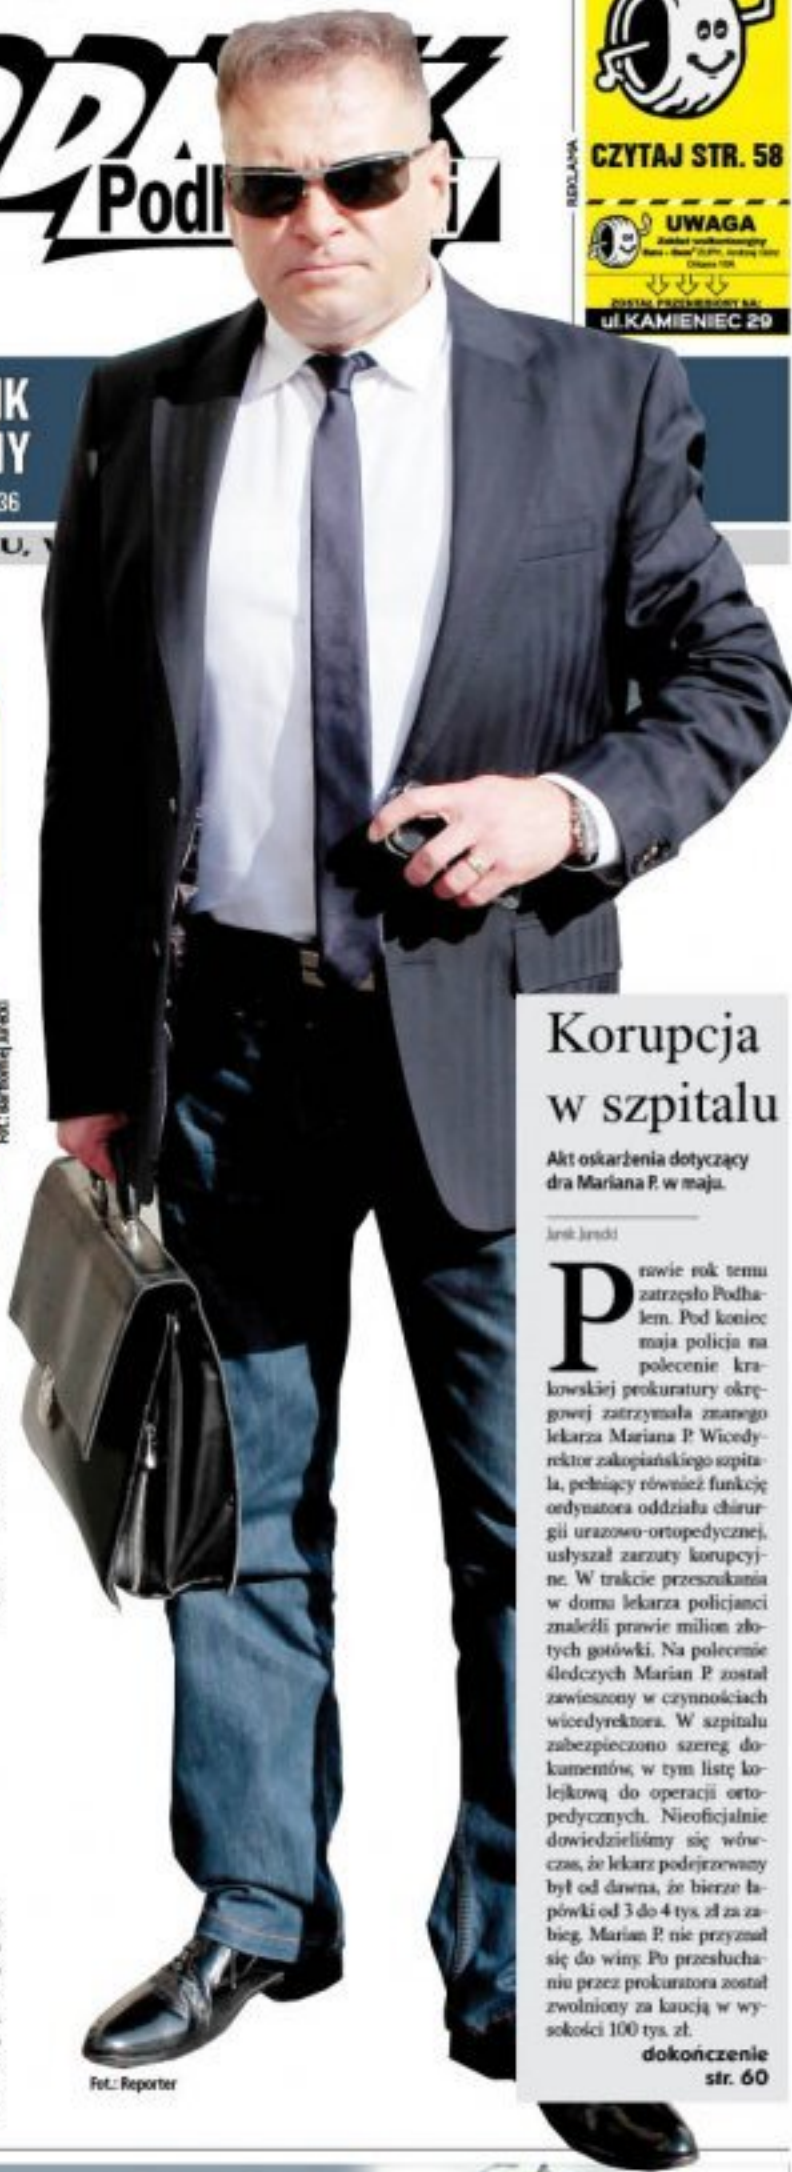 CZYTAJ STR. 58
REKLAMA
UWAGA
ZOSTAŁ PRZENIESIONY NA:
ul.KAMIENIEC 29
36
U,
Korupcja
w szpitalu
Akt oskarżenia dotyczący
dra Mariana P. w maju.
Jurek Jurecki
Prawie rok temu
zatrzęsło Podha-
lem. Pod koniec
maja policja na
polecenie kra-
kowskiej prokuratury okrę-
gowej zatrzymała znanego
lekarza Mariana P. Wicedy-
rektor zakopiańskiego szpita-
la, pełniący również funkcję
ordynatora oddziału chirur-
gii urazowo-ortopedycznej,
usłyszał zarzuty korupcyj-
ne. W trakcie przeszukania
w domu lekarza policjanci
znaleźli prawie milion zło-
tych gotówki. Na polecenie
śledczych Marian P. został
zawieszony w czynnościach
wicedyrektora. W szpitalu
zabezpieczono szereg do-
kumentów, w tym listę ko-
lejkową do operacji orto-
pedycznych. Nieoficjalnie
dowiedzieliśmy się wów-
czas, że lekarz podejrzewany
był od dawna, że bierze ła-
pówki od 3 do 4 tys. zł za za-
bieg. Marian P. nie przyznał
się do winy. Po przesłucha-
niu przez prokuratora został
zwolniony za kaucją w wy-
sokości 100 tys. zł.
dokończenie
str. 60
Fot.: Reporter